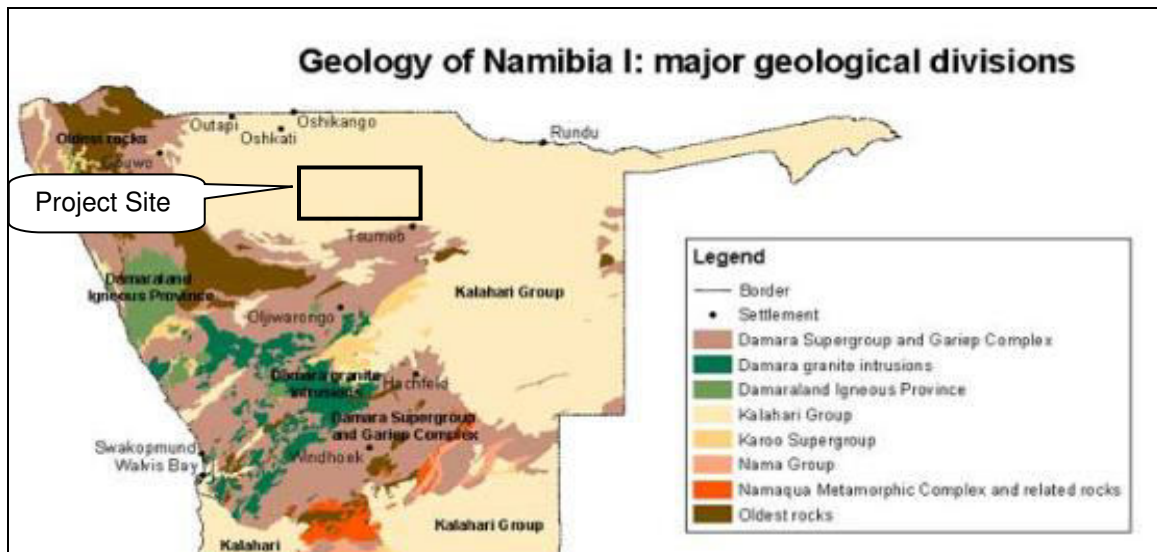 Geology of Namibia I: major geological divisions
Oshikango
Outapi
Oshkati
Rundu
Oldest rocks
Opuwo
Project Site
Tsumeb
Damaraland
Igneous Province
Kalahari Group
Otjiwarongo
Damara granite
intrusions
Hachfeld
Damara Supergroup
and Gariep Complex
Swakopmund
Walvis Bay
Windhoek
Kalahari Group
Kalahari
Legend
Border
Settlement
Damara Supergroup and Gariep Complex
Damara granite intrusions
Damaraland Igneous Province
Kalahari Group
Karoo Supergroup
Nama Group
Namaqua Metamorphic Complex and related rocks
Oldest rocks